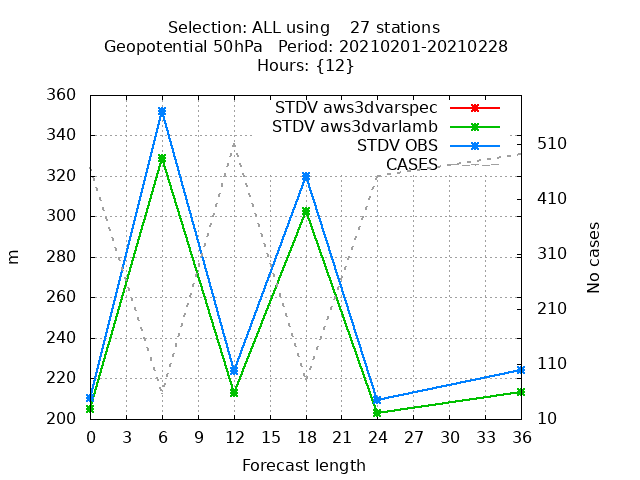 Selection: ALL using    27 stations
Geopotential 50hPa   Period: 20210201-20210228
Hours: {12}
STDV aws3dvarspec
STDV aws3dvarlamb
STDV OBS
CASES
360
340
320
300
280
260
240
220
200
m
510
410
310
210
110
10
No cases
0 3 6 9 12 15 18 21 24 27 30 33 36
Forecast length